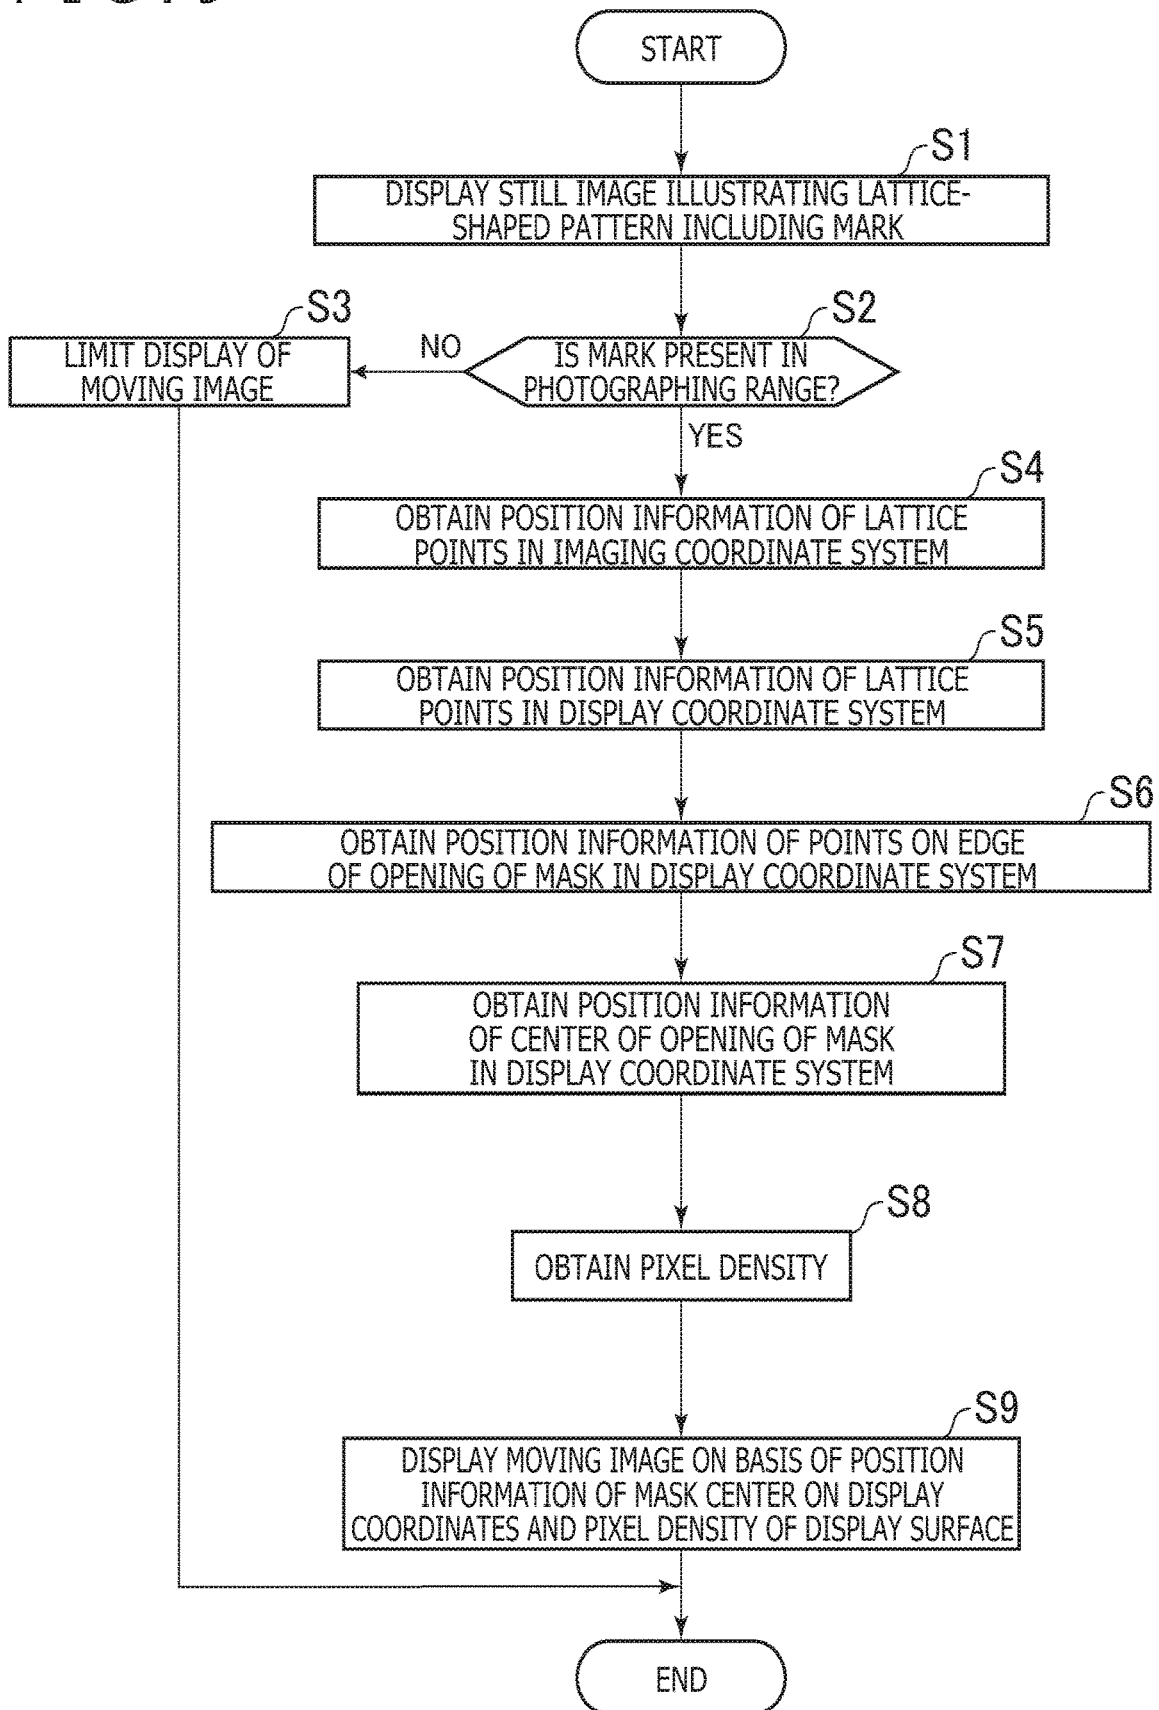 START
S1
DISPLAY STILL IMAGE ILLUSTRATING LATTICE-
SHAPED PATTERN INCLUDING MARK
S3
LIMIT DISPLAY OF
MOVING IMAGE
NO
S2
IS MARK PRESENT IN
PHOTOGRAPHING RANGE?
YES
S4
OBTAIN POSITION INFORMATION OF LATTICE
POINTS IN IMAGING COORDINATE SYSTEM
S5
OBTAIN POSITION INFORMATION OF LATTICE
POINTS IN DISPLAY COORDINATE SYSTEM
S6
OBTAIN POSITION INFORMATION OF POINTS ON EDGE
OF OPENING OF MASK IN DISPLAY COORDINATE SYSTEM
S7
OBTAIN POSITION INFORMATION
OF CENTER OF OPENING OF MASK
IN DISPLAY COORDINATE SYSTEM
S8
OBTAIN PIXEL DENSITY
S9
DISPLAY MOVING IMAGE ON BASIS OF POSITION
INFORMATION OF MASK CENTER ON DISPLAY
COORDINATES AND PIXEL DENSITY OF DISPLAY SURFACE
END